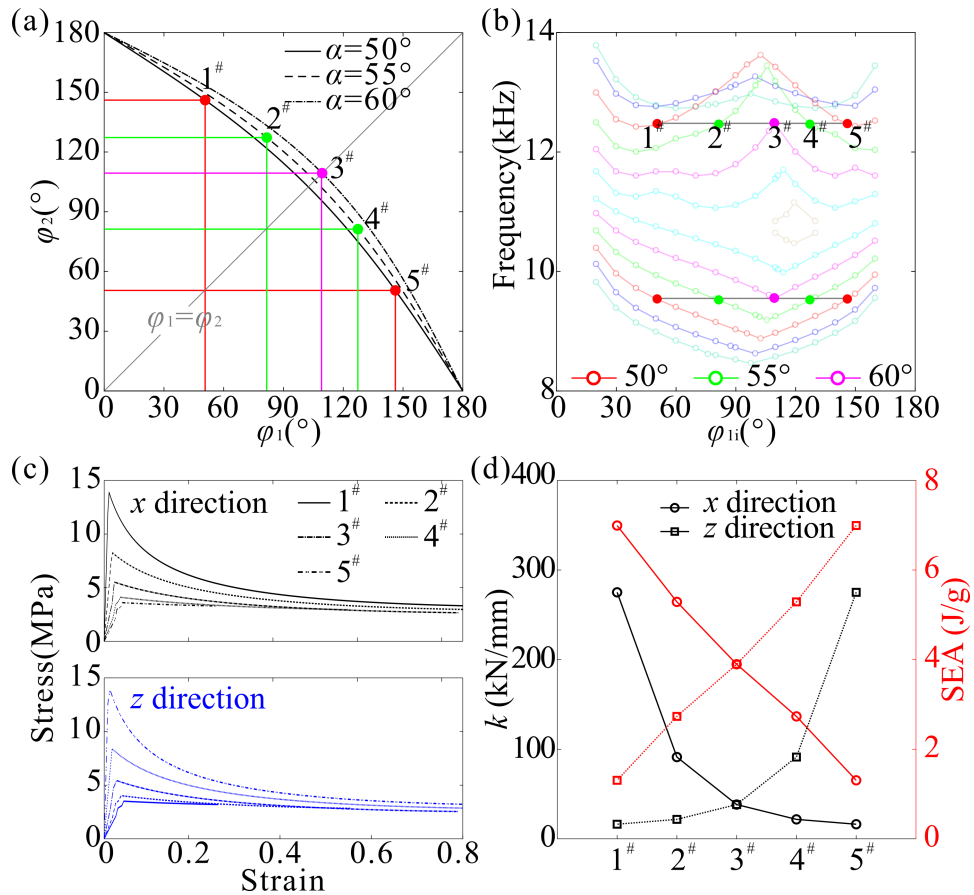 (a)
180
150
120
90
60
30
0
φ₂(°)
0 30 60 90 120 150 180
φ₁(°)
α=50°
α=55°
α=60°
1#
2#
3#
4#
5#
φ₁=φ₂
(b)
14
12
10
8
Frequency(kHz)
1# 2# 3# 4# 5#
50° 55° 60°
0 30 60 90 120 150 180
φ₁ᵢ(°)
(c)
15
10
5
0
x direction
1# 2#
3# 4#
5#
Stress(MPa)
15
10
5
0
z direction
0 0.2 0.4 0.6 0.8
Strain
(d)
400
300
200
100
0
k (kN/mm)
x direction
z direction
8
6
4
2
0
SEA (J/g)
1# 2# 3# 4# 5#